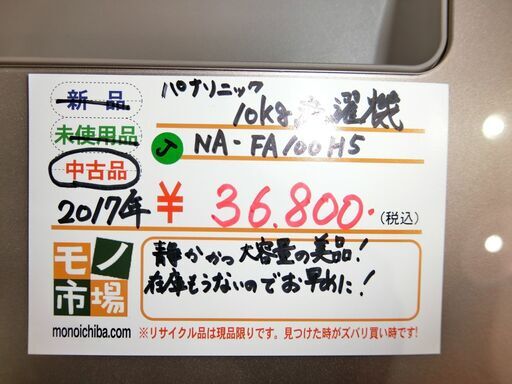 新品
パナソニック
10kg洗濯機
未使用品
J
NA-FA100H5
中古品
2017年 ¥ 36.800. (税込)
モノ市場
静かかつ大容量の美品!
在庫もうないのでお早めに!
monoichiba.com ※リサイクル品は現品限りです。見つけた時がズバリ買い時です!